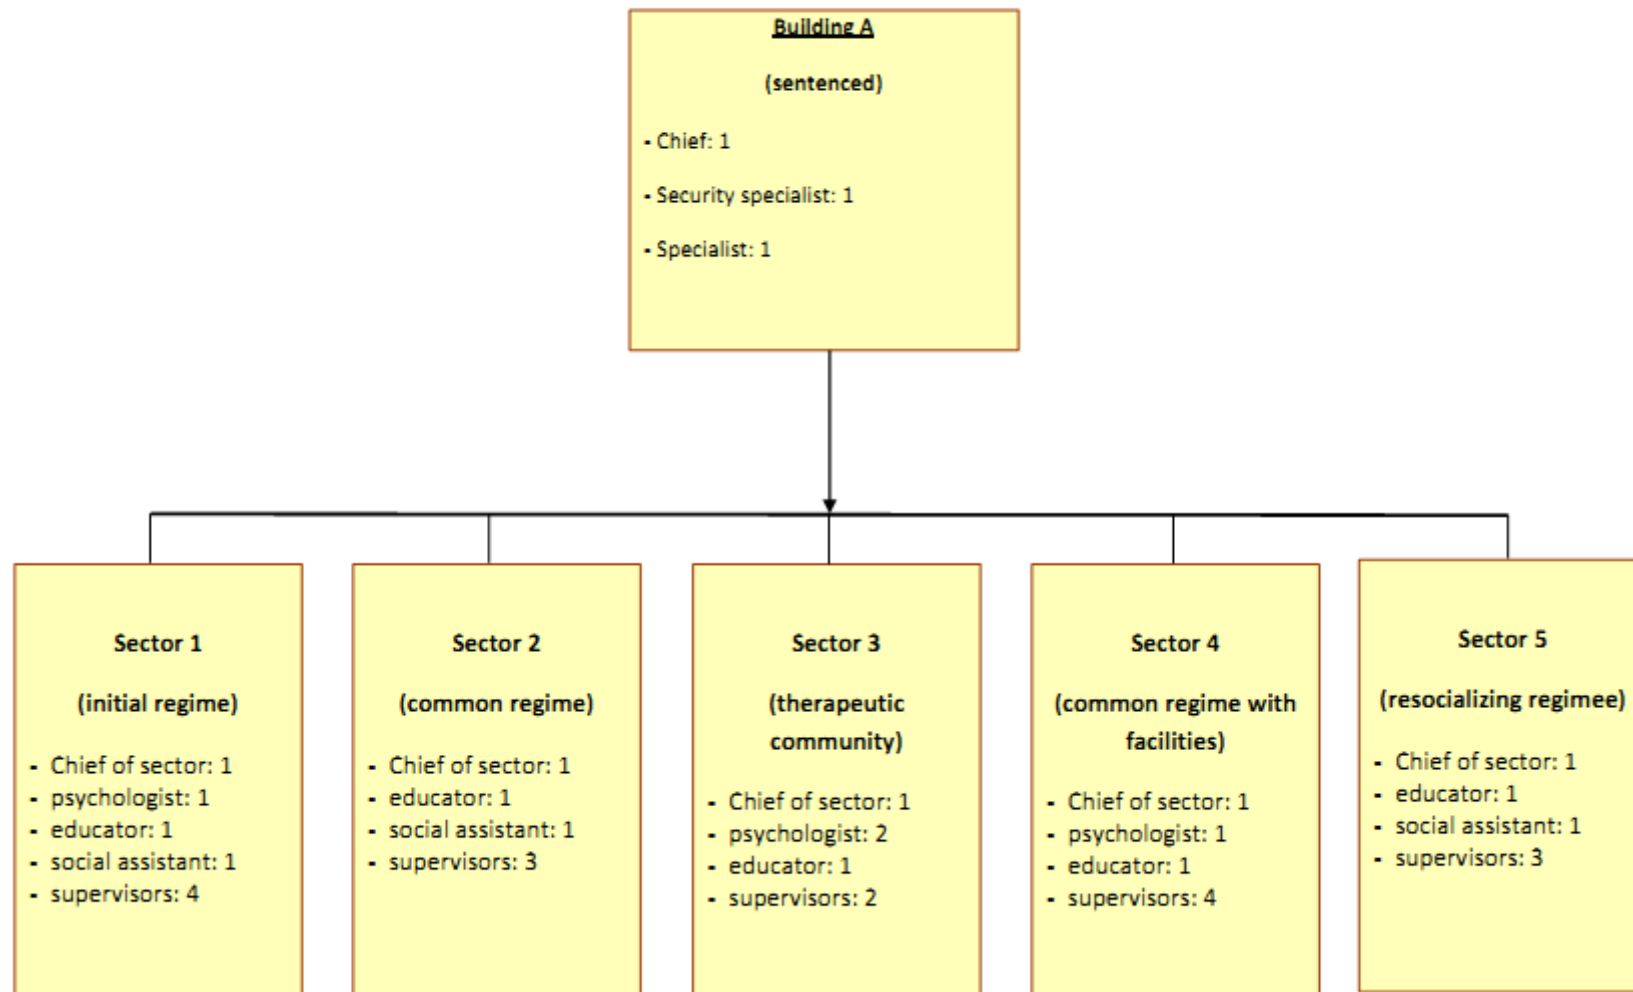 Building A
(sentenced)
- Chief: 1
- Security specialist: 1
- Specialist: 1
Sector 1
(initial regime)
- Chief of sector: 1
- psychologist: 1
- educator: 1
- social assistant: 1
- supervisors: 4
Sector 2
(common regime)
- Chief of sector: 1
- educator: 1
- social assistant: 1
- supervisors: 3
Sector 3
(therapeutic
community)
- Chief of sector: 1
- psychologist: 2
- educator: 1
- supervisors: 2
Sector 4
(common regime with
facilities)
- Chief of sector: 1
- psychologist: 1
- educator: 1
- supervisors: 4
Sector 5
(resocializing regimee)
- Chief of sector: 1
- educator: 1
- social assistant: 1
- supervisors: 3